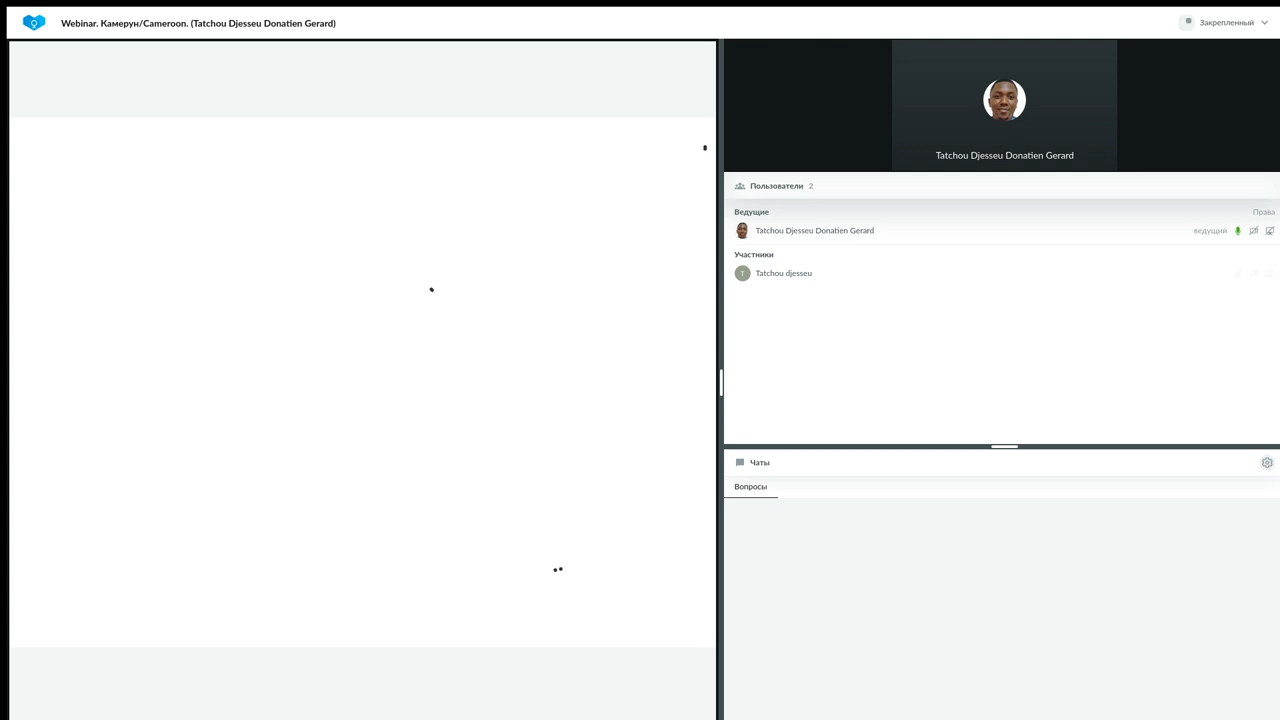 Webinar. Камерун/Cameroon. (Tatchou Djesseu Donatien Gerard)
Закрепленный
Tatchou Djesseu Donatien Gerard
Пользователи 2
Ведущие Права
Tatchou Djesseu Donatien Gerard ведущий
Участники
T Tatchou djesseu
Чаты
Вопросы